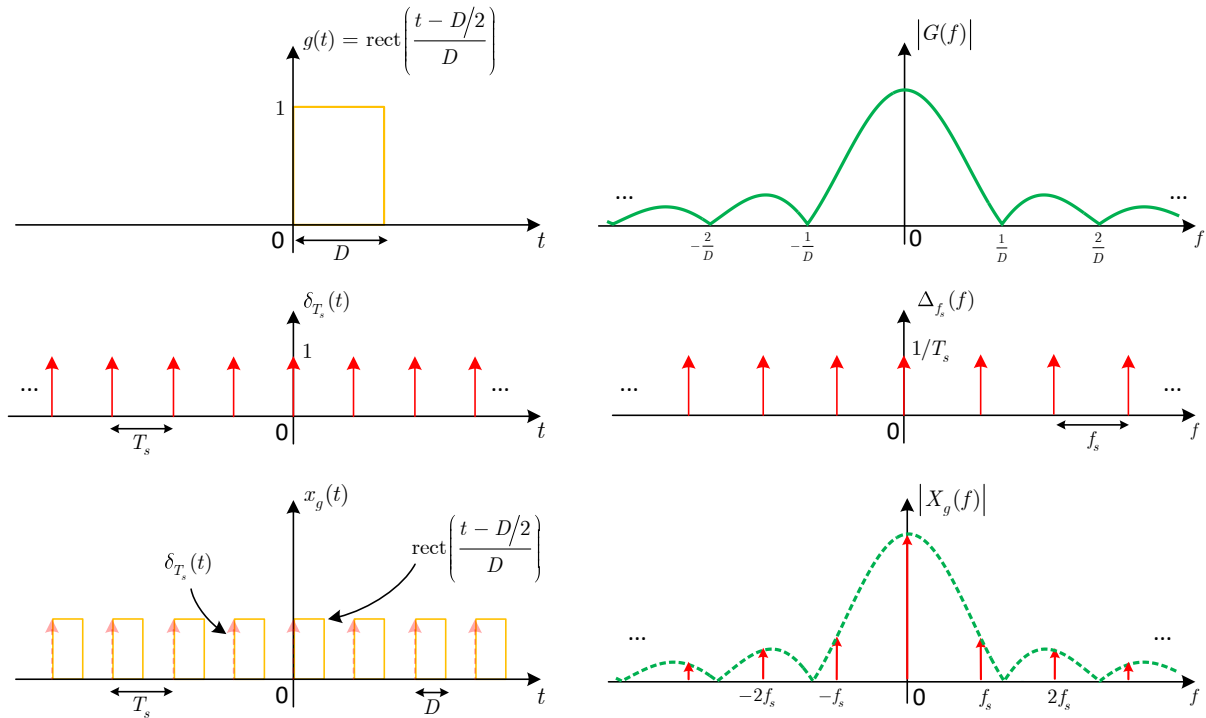 g(t) = rect((t − D/2)/D)
1
0
D
t
|G(f)|
...
...
−2/D
−1/D
0
1/D
2/D
f
δ_{T_s}(t)
1
...
...
T_s
0
t
Δ_{f_s}(f)
1/T_s
...
...
0
f_s
f
x_g(t)
δ_{T_s}(t)
rect((t − D/2)/D)
T_s
0
D
t
|X_g(f)|
...
...
−2f_s
−f_s
0
f_s
2f_s
f